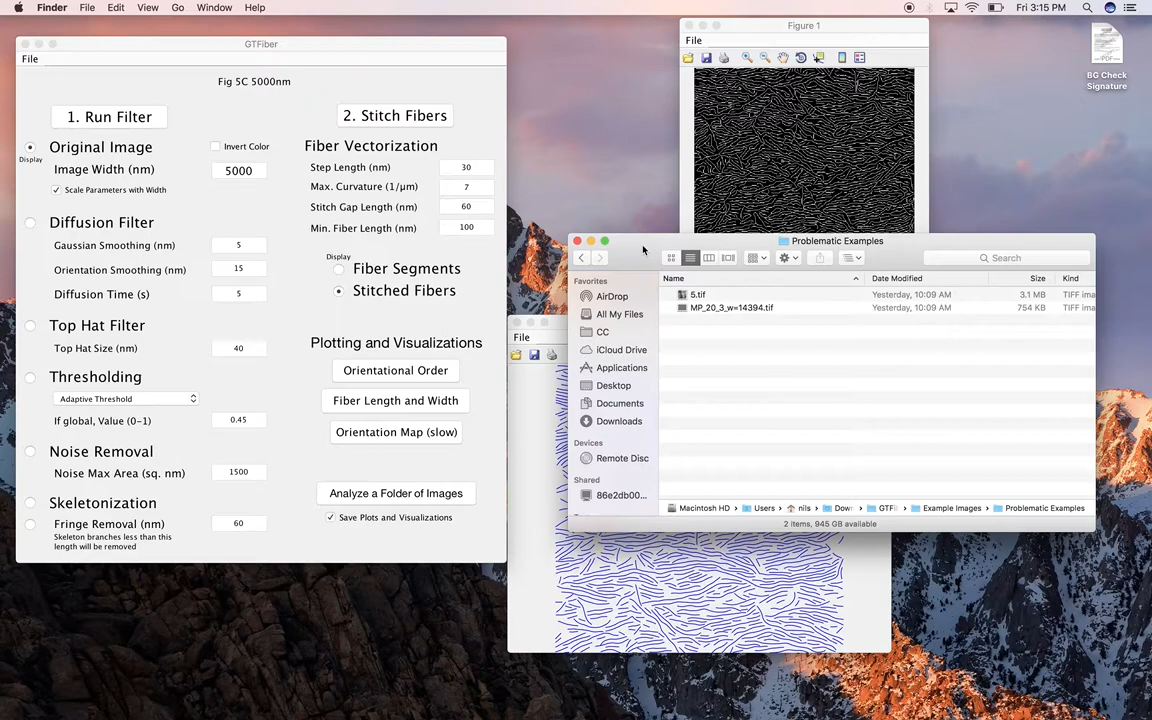 Finder File Edit View Go Window Help
Fri 3:15 PM
GTFiber
File
Fig 5C 5000nm
1. Run Filter
2. Stitch Fibers
Original Image
Display
Invert Color
Image Width (nm)
5000
Scale Parameters with Width
Diffusion Filter
Gaussian Smoothing (nm)
5
Orientation Smoothing (nm)
15
Diffusion Time (s)
5
Top Hat Filter
Top Hat Size (nm)
40
Thresholding
Adaptive Threshold
If global, Value (0-1)
0.45
Noise Removal
Noise Max Area (sq. nm)
1500
Skeletonization
Fringe Removal (nm)
60
Skeleton branches less than this
length will be removed
Fiber Vectorization
Step Length (nm)
30
Max. Curvature (1/μm)
7
Stitch Gap Length (nm)
60
Min. Fiber Length (nm)
100
Display
Fiber Segments
Stitched Fibers
Plotting and Visualizations
Orientational Order
Fiber Length and Width
Orientation Map (slow)
Analyze a Folder of Images
Save Plots and Visualizations
Figure 1
File
File
Problematic Examples
Search
Favorites
AirDrop
All My Files
CC
iCloud Drive
Applications
Desktop
Documents
Downloads
Devices
Remote Disc
Shared
86e2db00...
Name Date Modified Size Kind
5.tif Yesterday, 10:09 AM 3.1 MB TIFF ima
MP_20_3_w=14394.tif Yesterday, 10:09 AM 754 KB TIFF ima
Macintosh HD Users nils Dow GTFi Example Images Problematic Examples
2 items, 945 GB available
PDF
BG Check
Signature